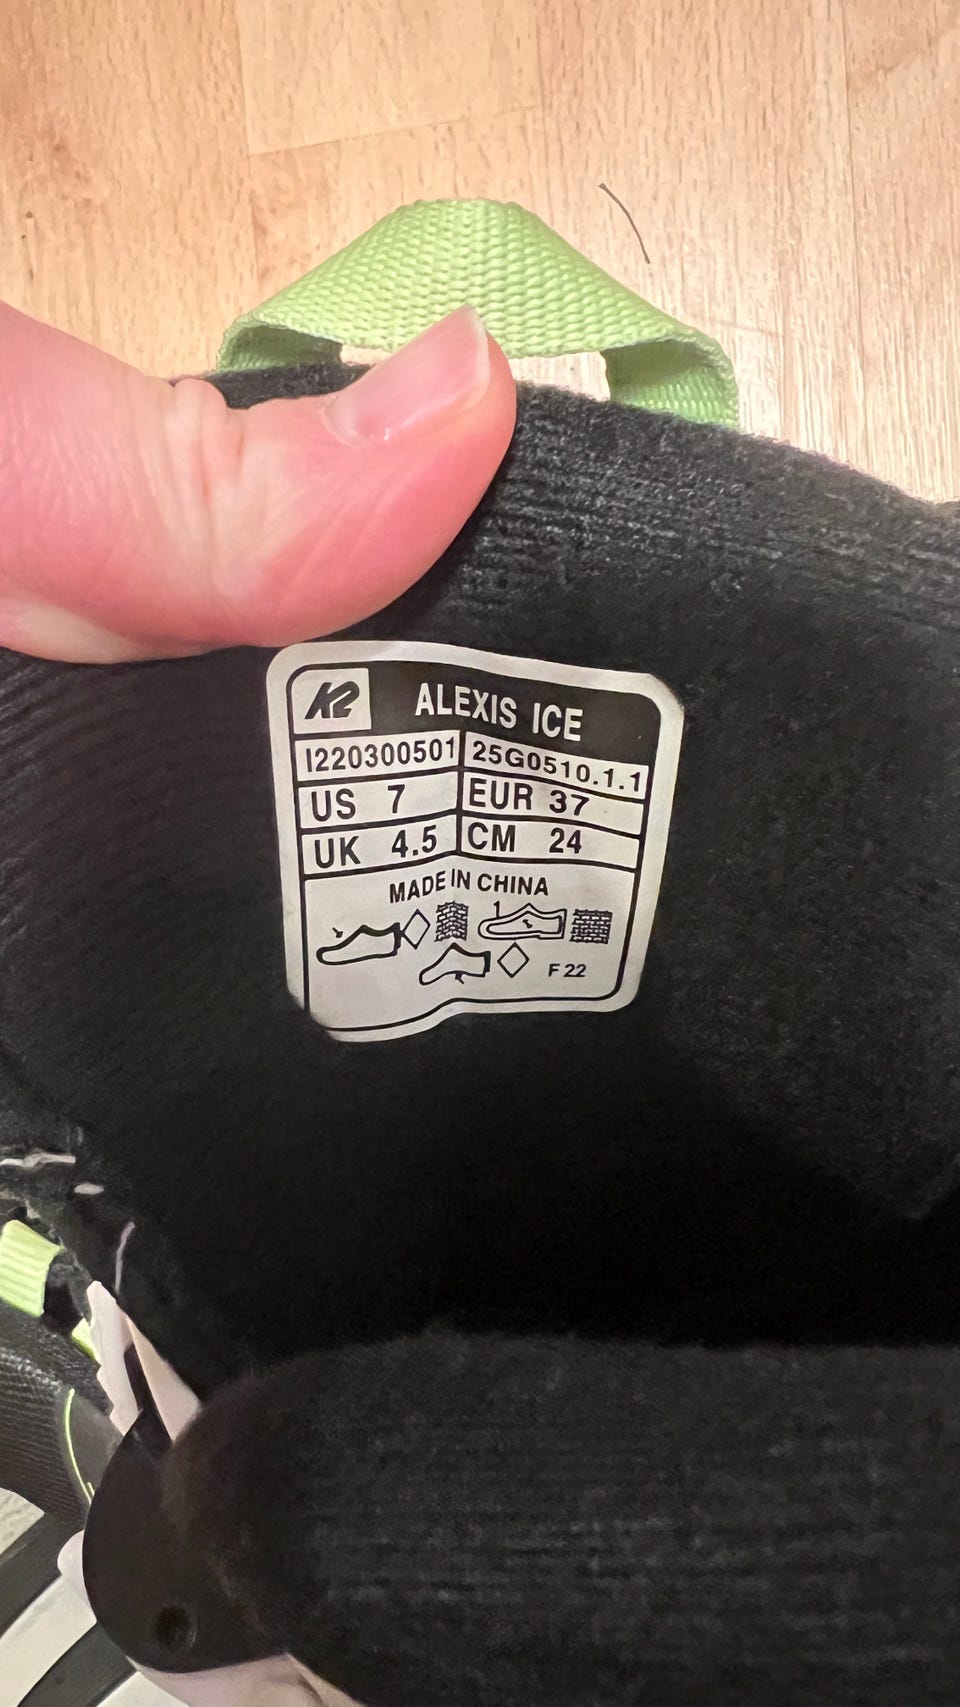 K2 ALEXIS ICE
I220300501 25G0510.1.1
US 7 EUR 37
UK 4.5 CM 24
MADE IN CHINA
F 22